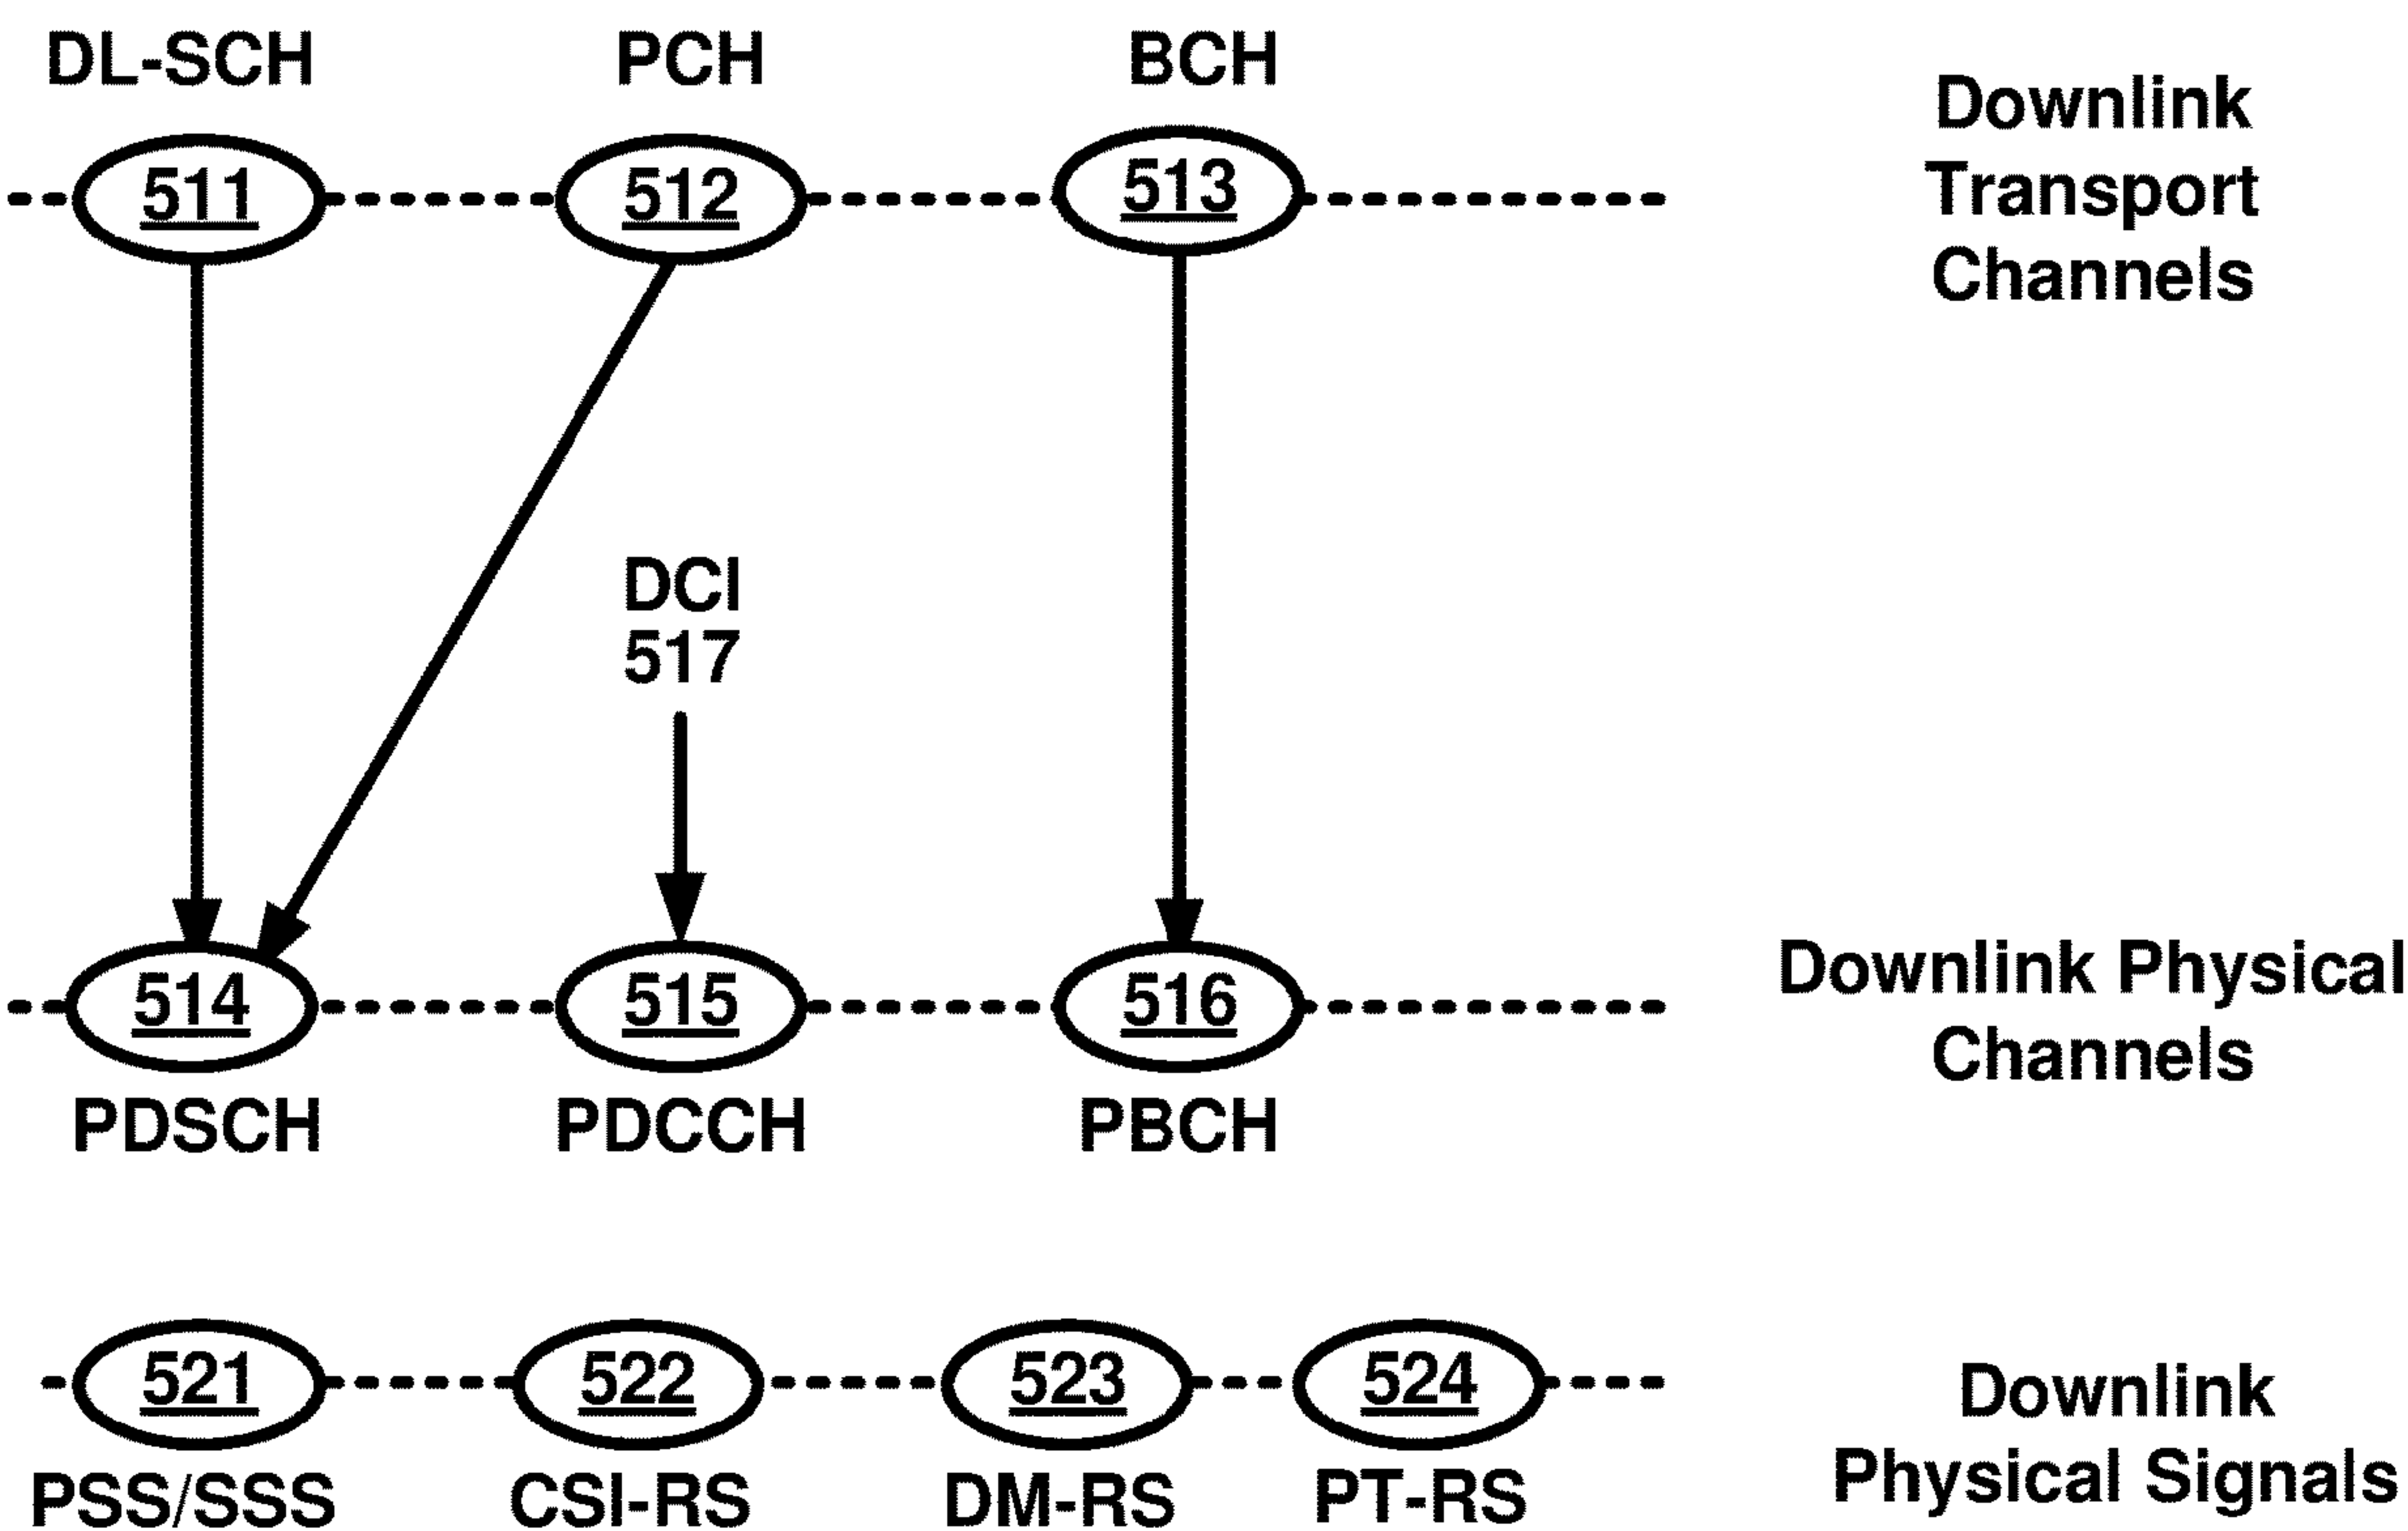 DL-SCH PCH BCH
Downlink
Transport
Channels
511 512 513
DCI
517
514 515 516
Downlink Physical
Channels
PDSCH PDCCH PBCH
521 522 523 524
Downlink
Physical Signals
PSS/SSS CSI-RS DM-RS PT-RS